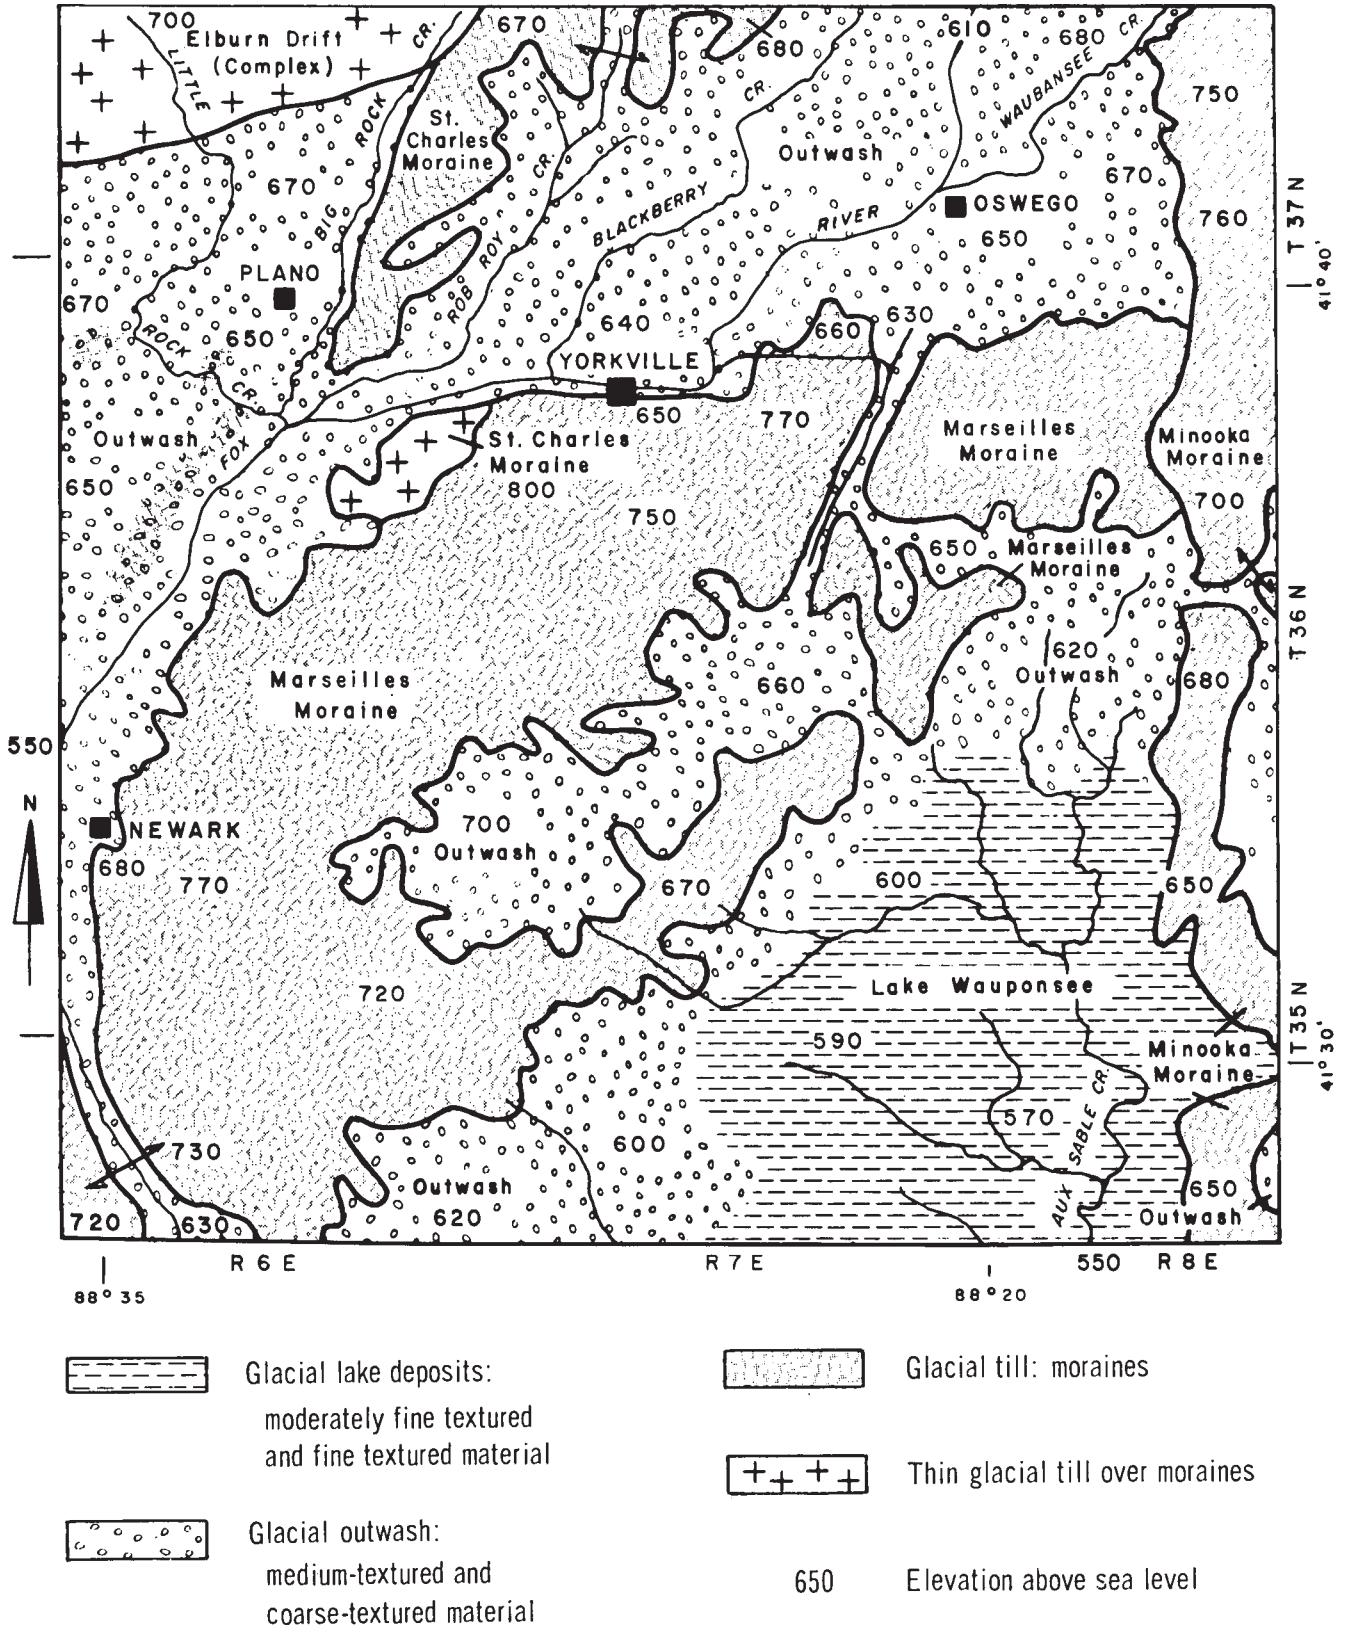 700
670
610
680
CR.
Elburn Drift
(Complex)
CR.
680
LITTLE
WAUBANSEE
750
CR.
ROCK
St.
Charles
Moraine
CR.
Outwash
670
670
T 37 N
BIG
BLACKBERRY
RIVER
OSWEGO
760
650
PLANO
ROY
41° 40'
670
ROB
630
640
660
ROCK
650
YORKVILLE
CR.
650
770
Outwash
FOX
St. Charles
Moraine
800
Marseilles
Moraine
Minooka
Moraine
650
750
700
650
Marseilles
Moraine
T 36 N
620
Outwash
Marseilles
Moraine
660
680
550
N
NEWARK
700
Outwash
680
770
670
600
650
720
Lake Wauponsee
T 35 N
590
Minooka
Moraine
41° 30'
SABLE CR.
570
730
600
Outwash
620
AUX
650
Outwash
720
630
R 6 E
R 7 E
550
R 8 E
88° 35
88° 20
Glacial lake deposits:
moderately fine textured
and fine textured material
Glacial till: moraines
Thin glacial till over moraines
Glacial outwash:
medium-textured and
coarse-textured material
650
Elevation above sea level